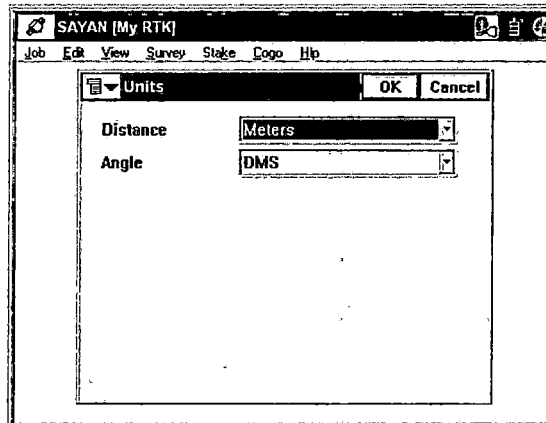 SAYAN [My RTK]
Job Edit View Survey Stake Cogo Hlp
Units OK Cancel
Distance Meters
Angle DMS